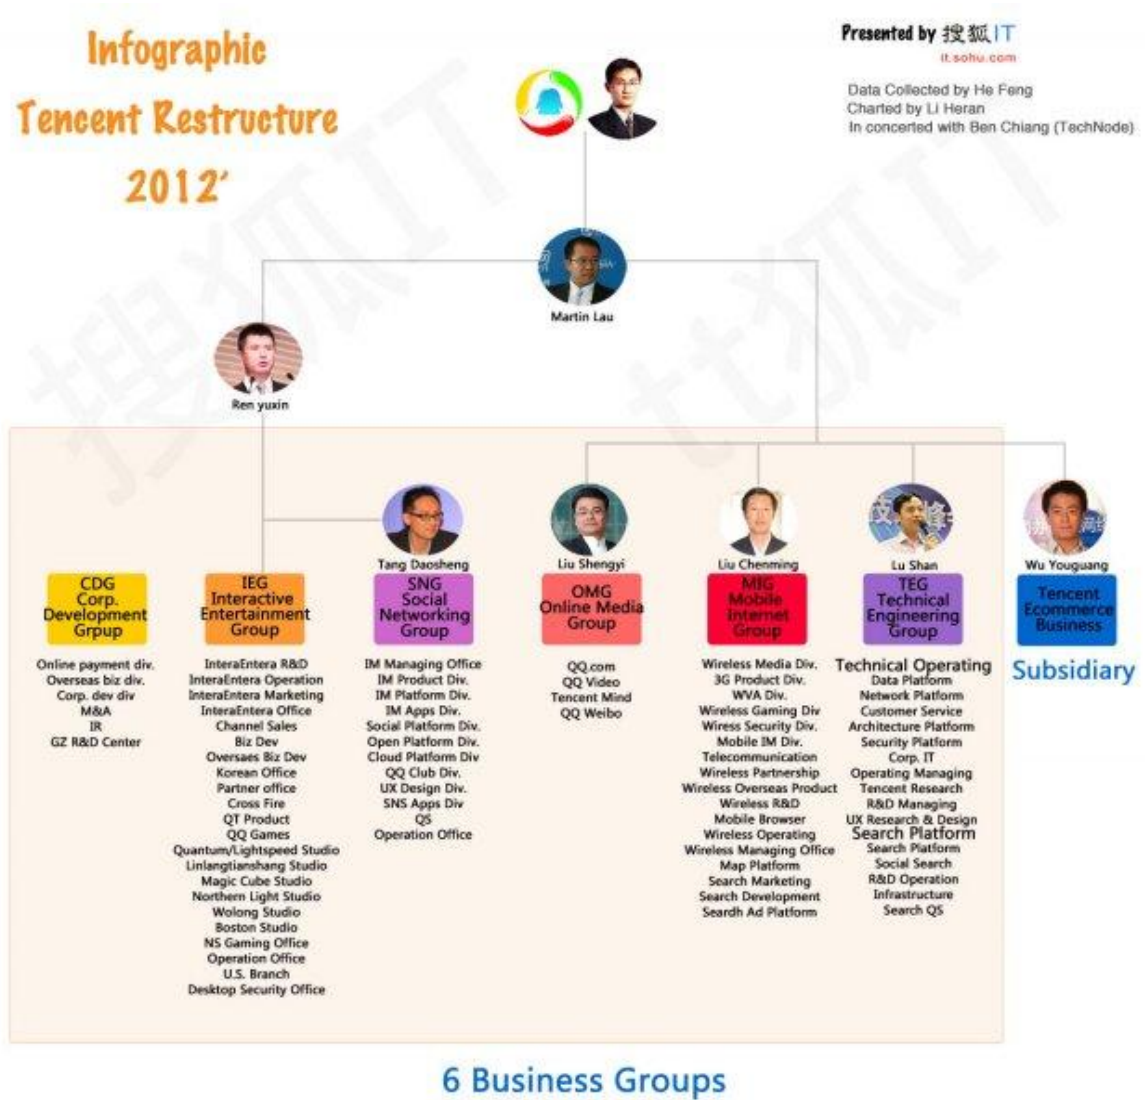 Infographic
Tencent Restructure
2012’
Presented by 搜狐IT
it.sohu.com
Data Collected by He Feng
Charted by Li Heran
In concerted with Ben Chiang (TechNode)
Martin Lau
Ren yuxin
Tang Daosheng
Liu Shengyi
Liu Chenming
Lu Shan
Wu Youguang
CDG
Corp.
Development
Grpup
Online payment div.
Overseas biz div.
Corp. dev div
M&A
IR
GZ R&D Center
IEG
Interactive
Entertainment
Group
InteraEntera R&D
InteraEntera Operation
InteraEntera Marketing
InteraEntera Office
Channel Sales
Biz Dev
Oversaes Biz Dev
Korean Office
Partner office
Cross Fire
QT Product
QQ Games
Quantum/Lightspeed Studio
Linlangtianshang Studio
Magic Cube Studio
Northern Light Studio
Wolong Studio
Boston Studio
NS Gaming Office
Operation Office
U.S. Branch
Desktop Security Office
SNG
Social
Networking
Group
IM Managing Office
IM Product Div.
IM Platform Div.
IM Apps Div.
Social Platform Div.
Open Platform Div.
Cloud Platform Div
QQ Club Div.
UX Design Div.
SNS Apps Div
QS
Operation Office
OMG
Online Media
Group
QQ.com
QQ Video
Tencent Mind
QQ Weibo
MIG
Mobile
Internet
Group
Wireless Media Div.
3G Product Div.
WVA Div.
Wireless Gaming Div
Wiress Security Div.
Mobile IM Div.
Telecommunication
Wireless Partnership
Wireless Overseas Product
Wireless R&D
Mobile Browser
Wireless Operating
Wireless Managing Office
Map Platform
Search Marketing
Search Development
Seardh Ad Platform
TEG
Technical
Engineering
Group
Technical Operating
Data Platform
Network Platform
Customer Service
Architecture Platform
Security Platform
Corp. IT
Operating Managing
Tencent Research
R&D Managing
UX Research & Design
Search Platform
Search Platform
Social Search
R&D Operation
Infrastructure
Search QS
Tencent
Ecommerce
Business
Subsidiary
6 Business Groups
搜狐IT
tt狐IT